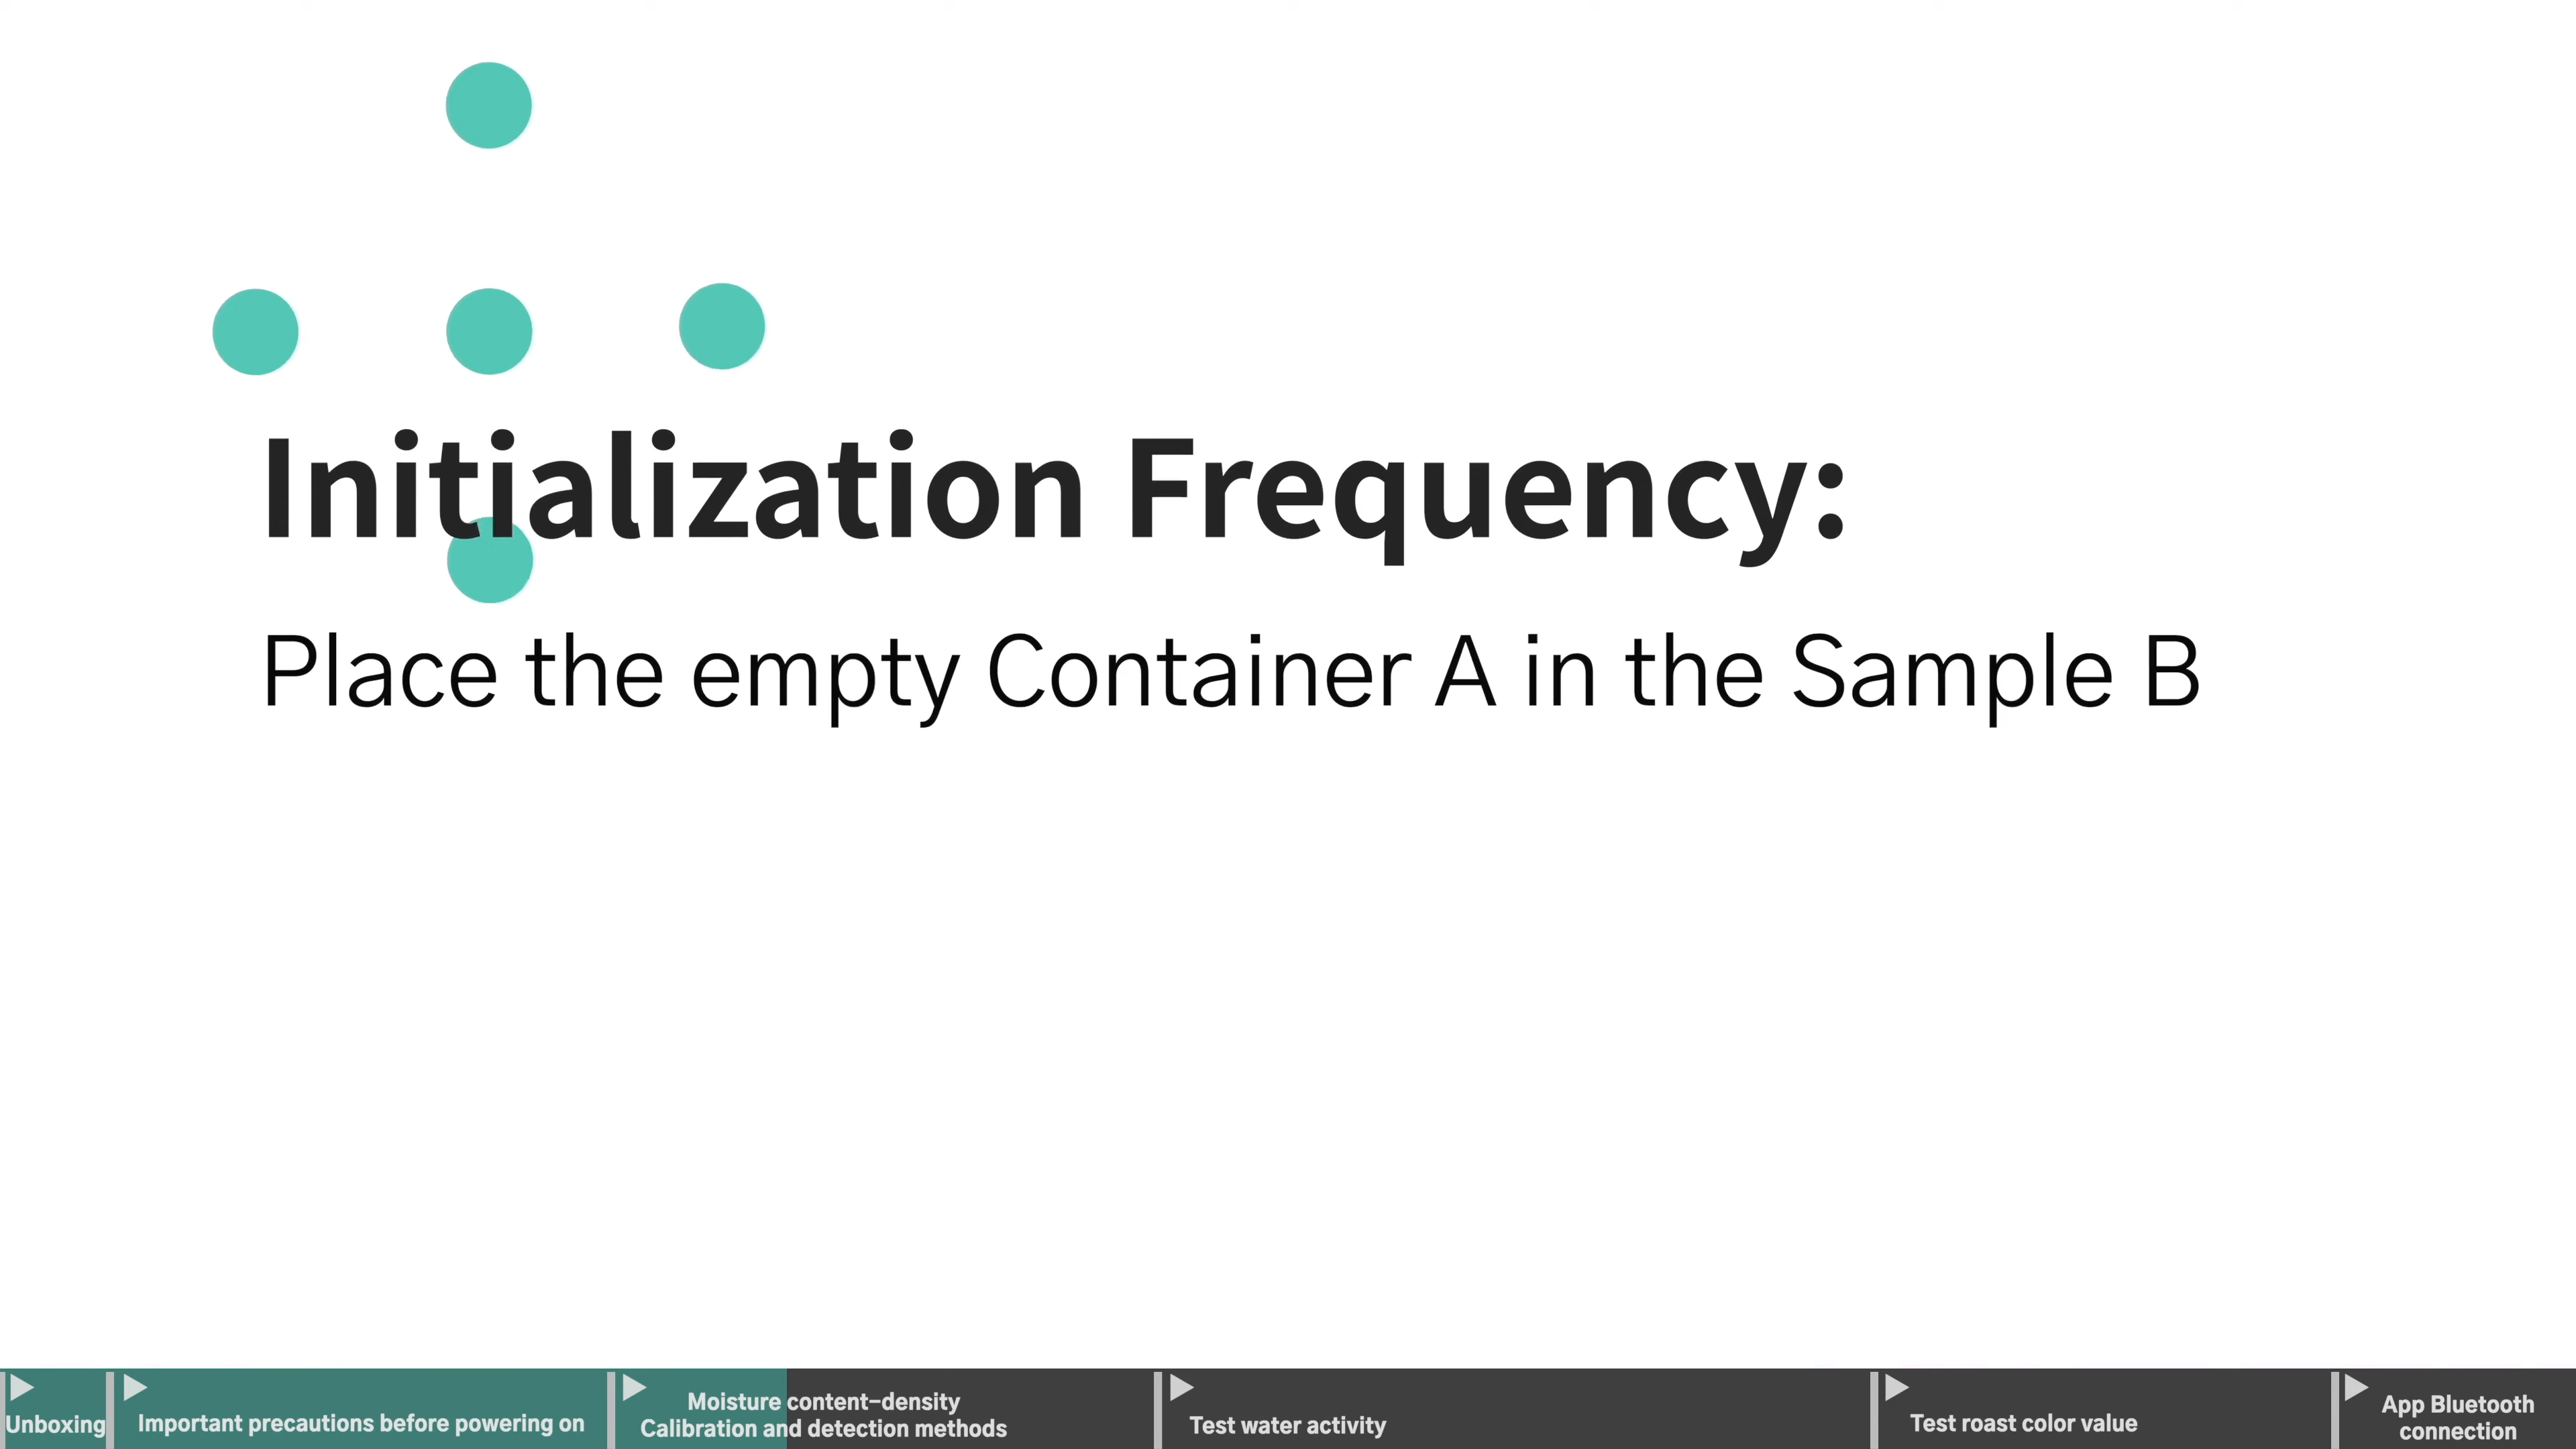 Initialization Frequency:
Place the empty Container A in the Sample B
Unboxing
Important precautions before powering on
Moisture content-density
Calibration and detection methods
Test water activity
Test roast color value
App Bluetooth
connection